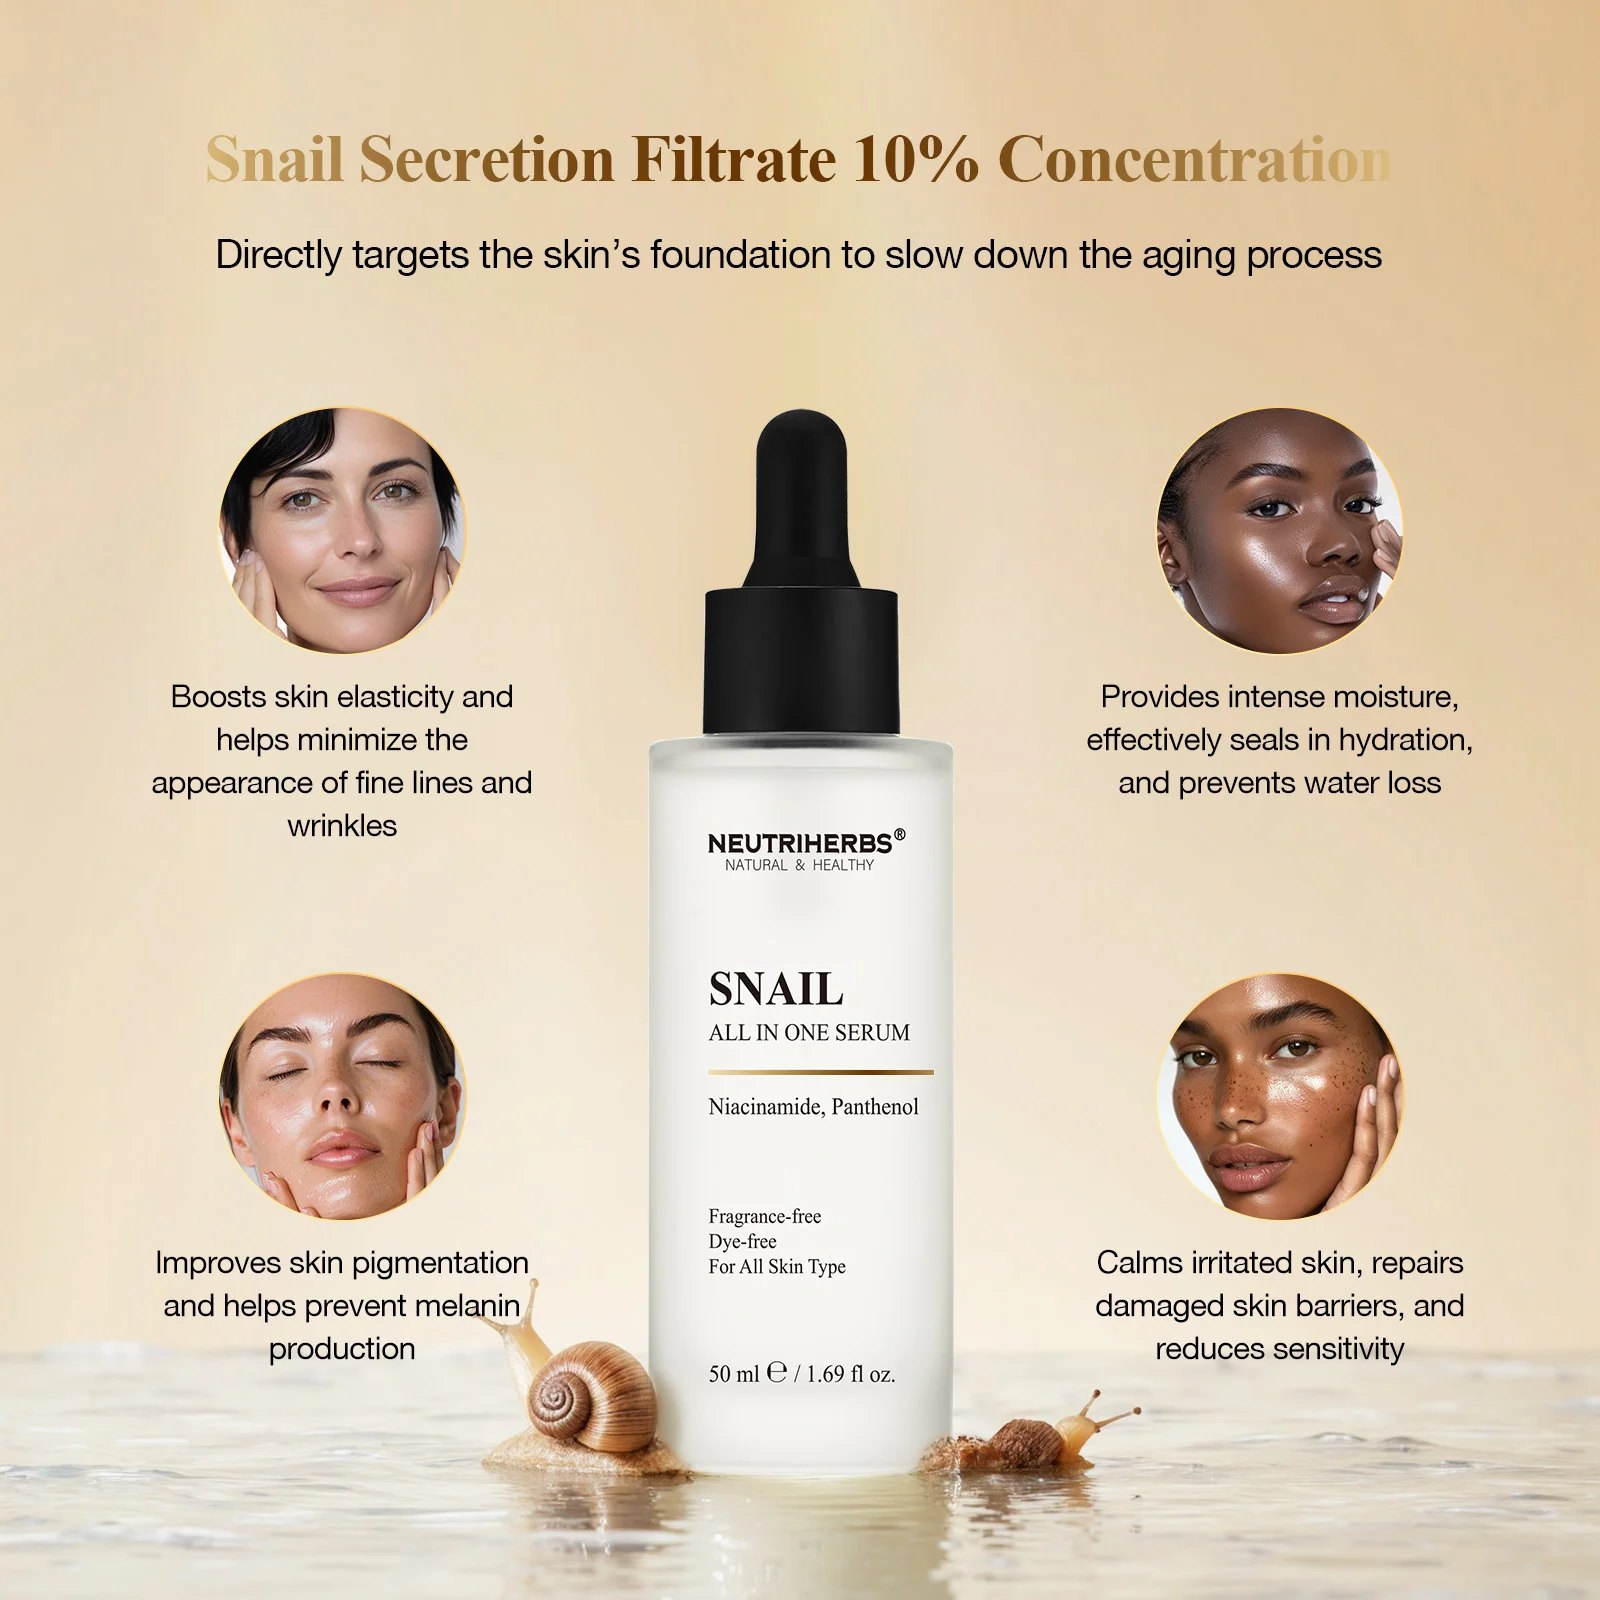 Snail Secretion Filtrate 10% Concentration
Directly targets the skin’s foundation to slow down the aging process
Boosts skin elasticity and
helps minimize the
appearance of fine lines and
wrinkles
Provides intense moisture,
effectively seals in hydration,
and prevents water loss
NEUTRIHERBS®
NATURAL & HEALTHY
SNAIL
ALL IN ONE SERUM
Niacinamide, Panthenol
Fragrance-free
Dye-free
For All Skin Type
50 ml ℮ / 1.69 fl oz.
Improves skin pigmentation
and helps prevent melanin
production
Calms irritated skin, repairs
damaged skin barriers, and
reduces sensitivity